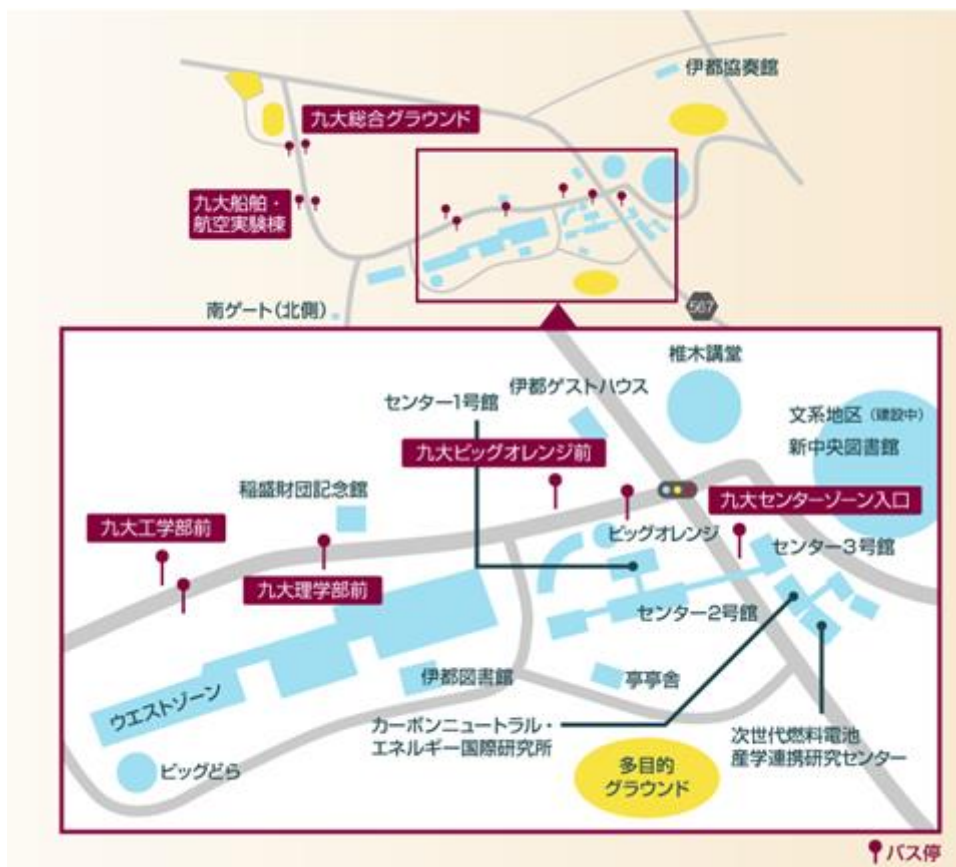 伊都協奏館
九大総合グラウンド
九大船舶・
航空実験棟
南ゲート（北側）
567
椎木講堂
伊都ゲストハウス
センター1号館
文系地区（建設中）
新中央図書館
九大ビッグオレンジ前
稲盛財団記念館
九大センターゾーン入口
九大工学部前
ビッグオレンジ
センター3号館
九大理学部前
センター2号館
伊都図書館
亭亭舎
ウエストゾーン
カーボンニュートラル・
エネルギー国際研究所
次世代燃料電池
産学連携研究センター
ビッグどら
多目的
グラウンド
バス停